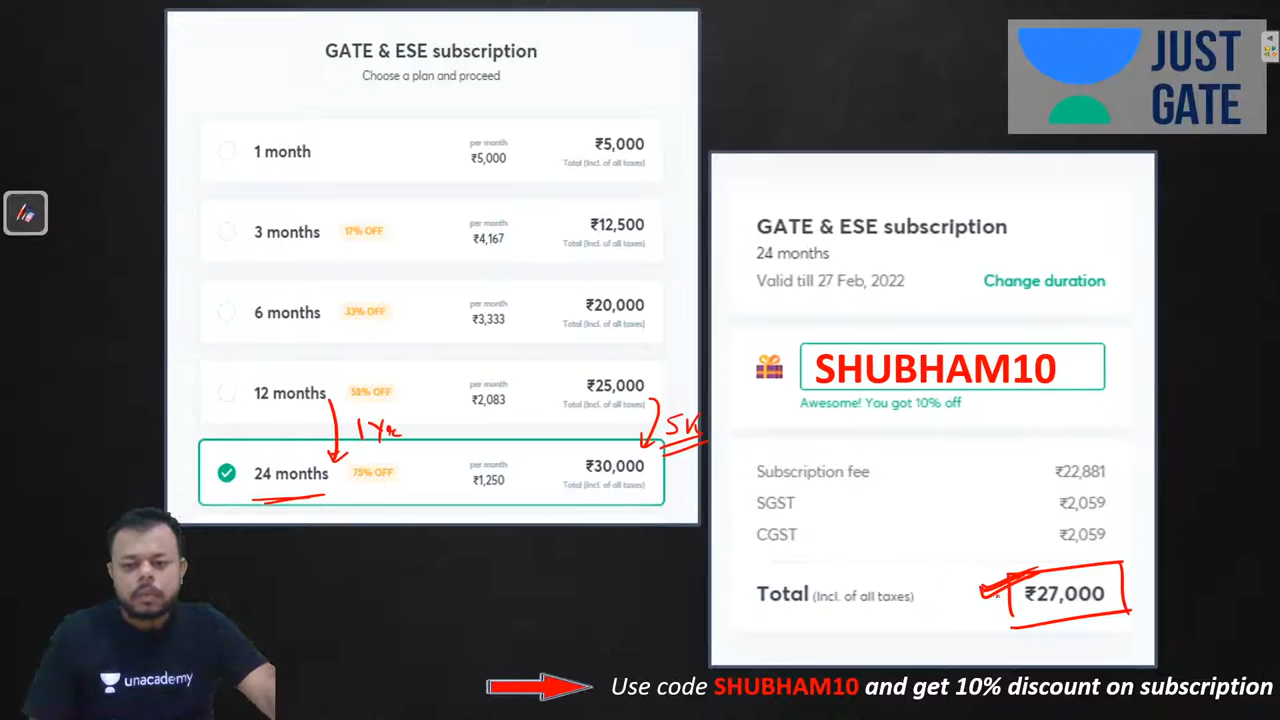 GATE & ESE subscription
Choose a plan and proceed
1 month
per month
₹5,000
₹5,000
Total (Incl. of all taxes)
3 months
17% OFF
per month
₹4,167
₹12,500
Total (Incl. of all taxes)
6 months
33% OFF
per month
₹3,333
₹20,000
Total (Incl. of all taxes)
12 months
58% OFF
per month
₹2,083
₹25,000
Total (Incl. of all taxes)
1 Yr
5K
24 months
75% OFF
per month
₹1,250
₹30,000
Total (Incl. of all taxes)
JUST
GATE
GATE & ESE subscription
24 months
Valid till 27 Feb, 2022
Change duration
SHUBHAM10
Awesome! You got 10% off
Subscription fee ₹22,881
SGST ₹2,059
CGST ₹2,059
Total (Incl. of all taxes) ₹27,000
unacademy
Use code SHUBHAM10 and get 10% discount on subscription